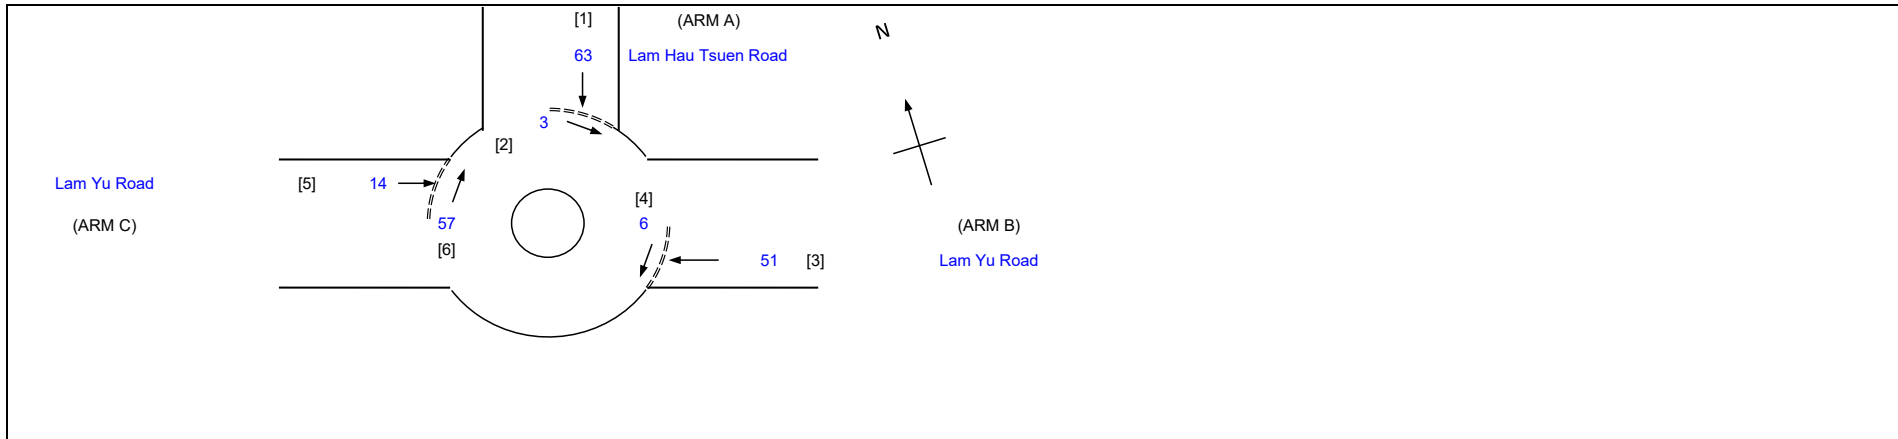 [1] (ARM A)
N
63 Lam Hau Tsuen Road
3
[2]
Lam Yu Road [5] 14
[4]
(ARM C) 57 6 (ARM B)
[6]
51 [3] Lam Yu Road